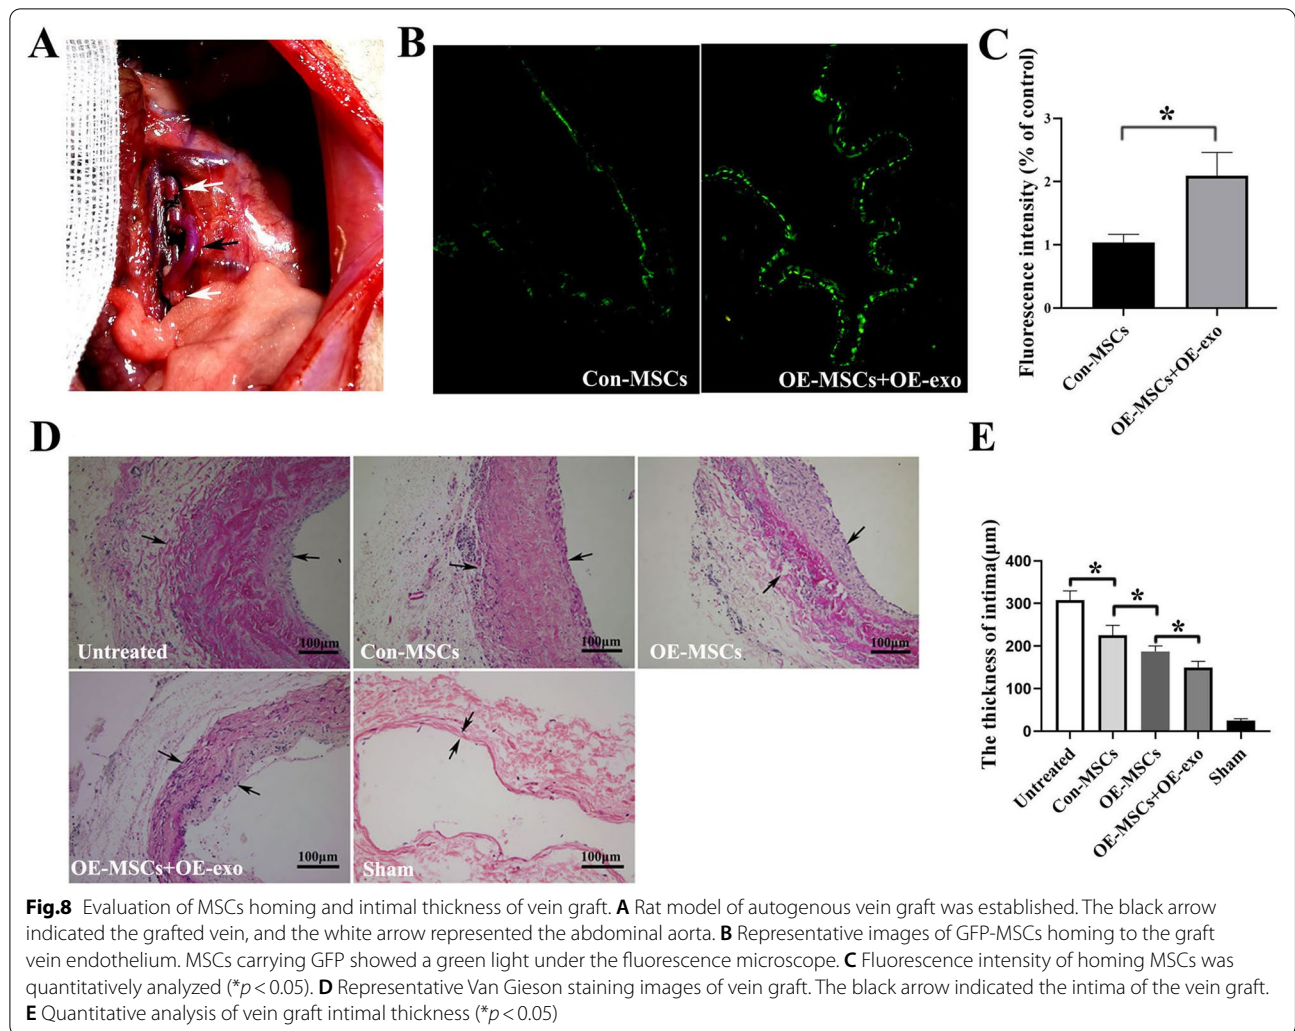 A
B
Con-MSCs
OE-MSCs+OE-exo
C
Fluorescence intensity (% of control)
3
2
1
0
*
Con-MSCs
OE-MSCs+OE-exo
D
Untreated
100μm
Con-MSCs
100μm
OE-MSCs
100μm
OE-MSCs+OE-exo
100μm
Sham
100μm
E
The thickness of intima(μm)
400
300
200
100
0
*
*
*
Untreated
Con-MSCs
OE-MSCs
OE-MSCs+OE-exo
Sham
Fig.8 Evaluation of MSCs homing and intimal thickness of vein graft. A Rat model of autogenous vein graft was established. The black arrow
indicated the grafted vein, and the white arrow represented the abdominal aorta. B Representative images of GFP-MSCs homing to the graft
vein endothelium. MSCs carrying GFP showed a green light under the fluorescence microscope. C Fluorescence intensity of homing MSCs was
quantitatively analyzed (*p < 0.05). D Representative Van Gieson staining images of vein graft. The black arrow indicated the intima of the vein graft.
E Quantitative analysis of vein graft intimal thickness (*p < 0.05)